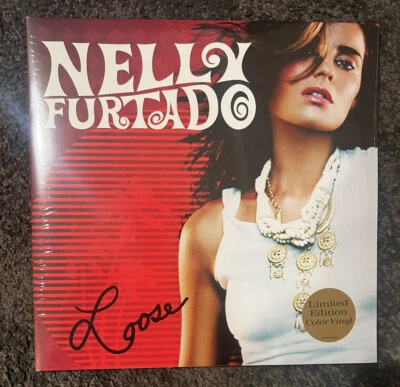 NELLY
FURTADO
Loose
Limited
Edition
Color Vinyl